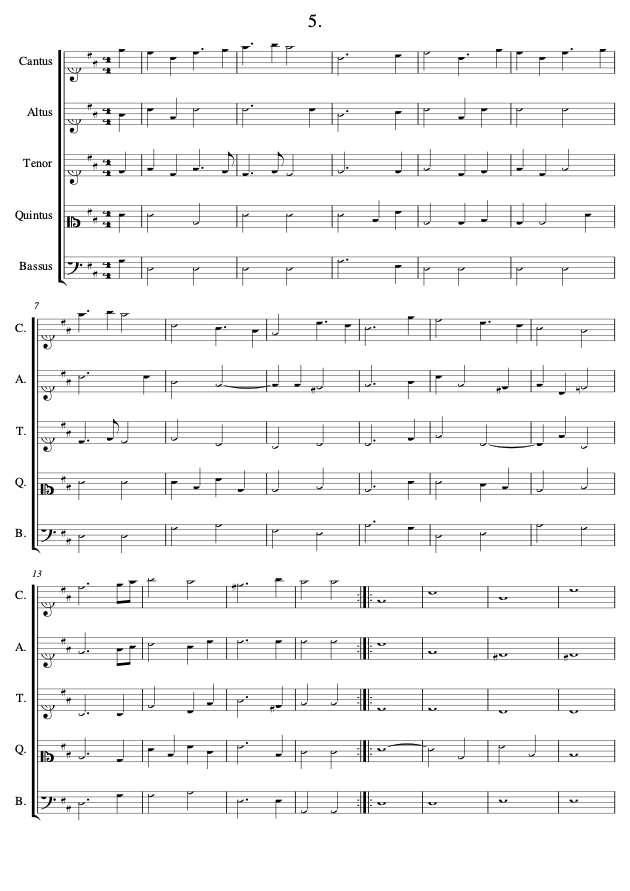 5.
Cantus
Altus
Tenor
Quintus
Bassus
7
C.
A.
T.
Q.
B.
13
C.
A.
T.
Q.
B.